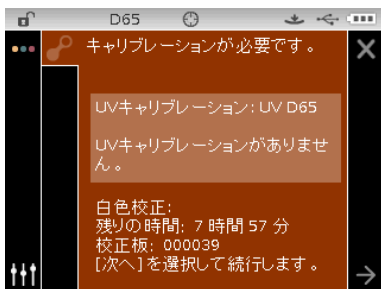 D65
キャリブレーションが必要です。
UVキャリブレーション: UV D65
UVキャリブレーションがありませ
ん。
白色校正:
残りの時間: 7 時間 57 分
校正板: 000039
[次へ]を選択して続行します。